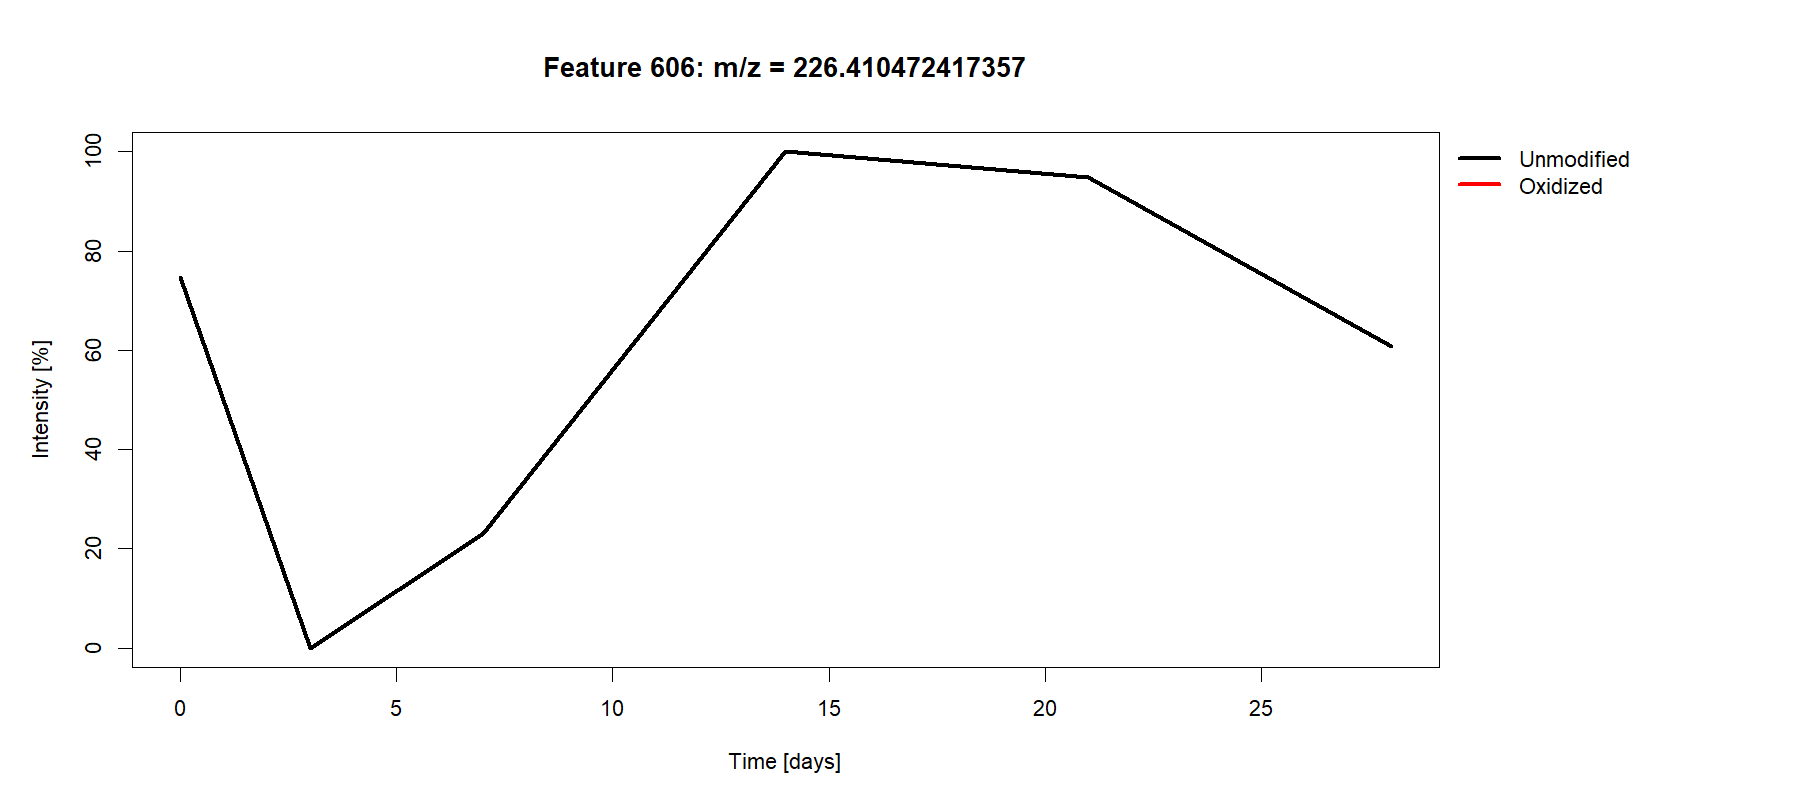 Feature 606: m/z = 226.410472417357
Unmodified
Oxidized
Intensity [%]
100
80
60
40
20
0
0 5 10 15 20 25
Time [days]